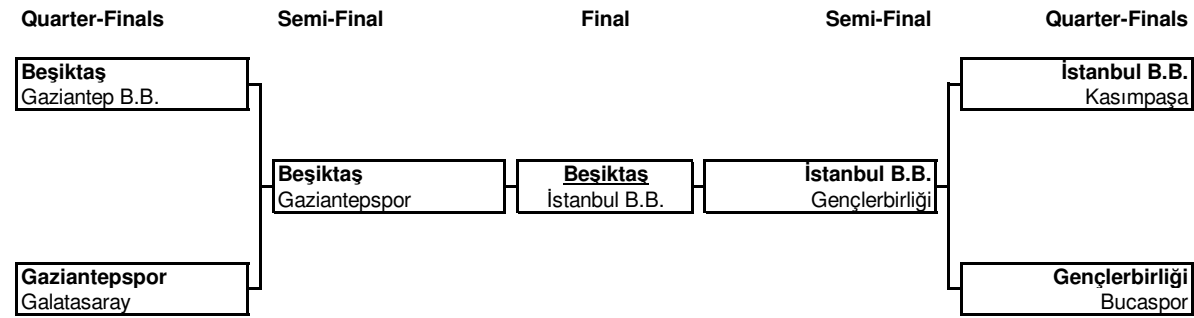 Quarter-Finals Semi-Final Final Semi-Final Quarter-Finals
Beşiktaş İstanbul B.B.
Gaziantep B.B. Kasımpaşa
Beşiktaş Beşiktaş İstanbul B.B.
Gaziantepspor İstanbul B.B. Gençlerbirliği
Gaziantepspor Gençlerbirliği
Galatasaray Bucaspor